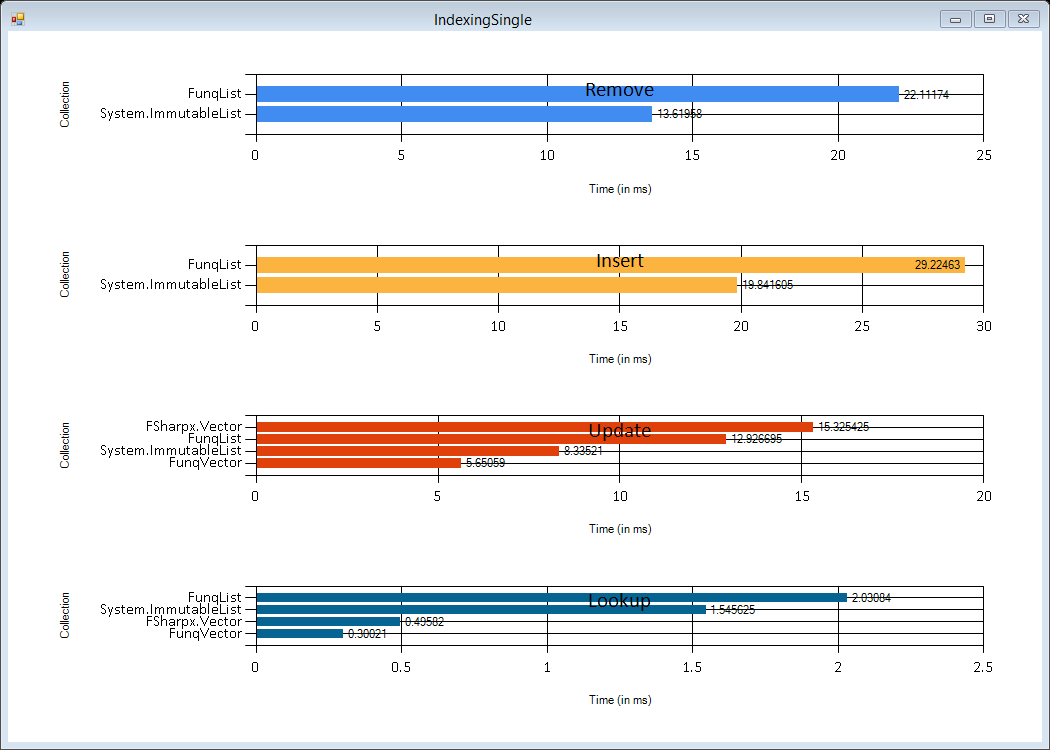 IndexingSingle
Remove
Collection
FunqList
22.11174
System.ImmutableList
13.61958
0 5 10 15 20 25
Time (in ms)
Insert
Collection
FunqList
29.22463
System.ImmutableList
19.841605
0 5 10 15 20 25 30
Time (in ms)
Update
Collection
FSharpx.Vector
15.325425
FunqList
12.926695
System.ImmutableList
8.33521
FunqVector
5.65059
0 5 10 15 20
Time (in ms)
Lookup
Collection
FunqList
2.03084
System.ImmutableList
1.545625
FSharpx.Vector
0.49582
FunqVector
0.30021
0 0.5 1 1.5 2 2.5
Time (in ms)